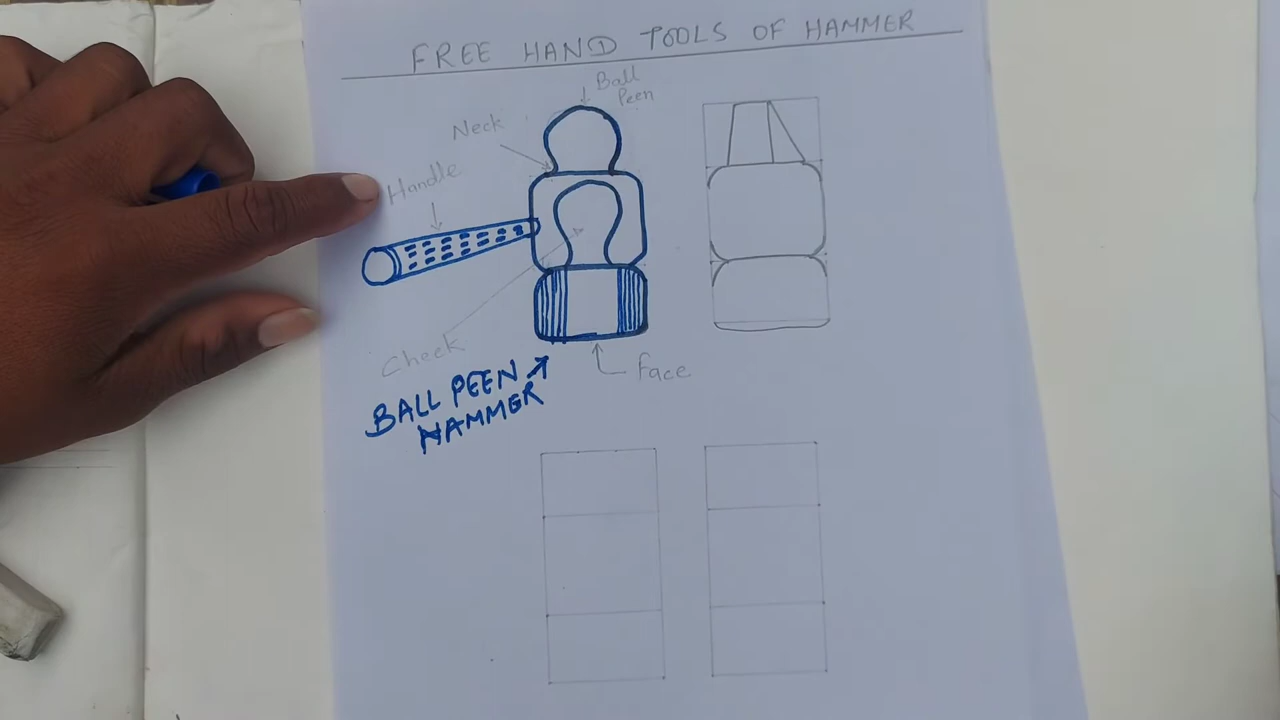 FREE HAND TOOLS OF HAMMER
Ball
Peen
Neck
Handle
Cheek
Face
BALL PEEN
HAMMER